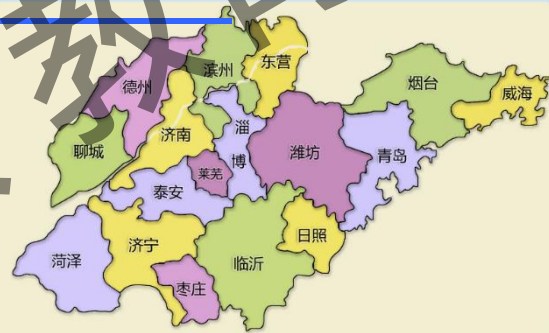 教
滨州
东营
德州
烟台
威海
济南
淄博
聊城
潍坊
青岛
莱芜
泰安
日照
济宁
菏泽
临沂
枣庄